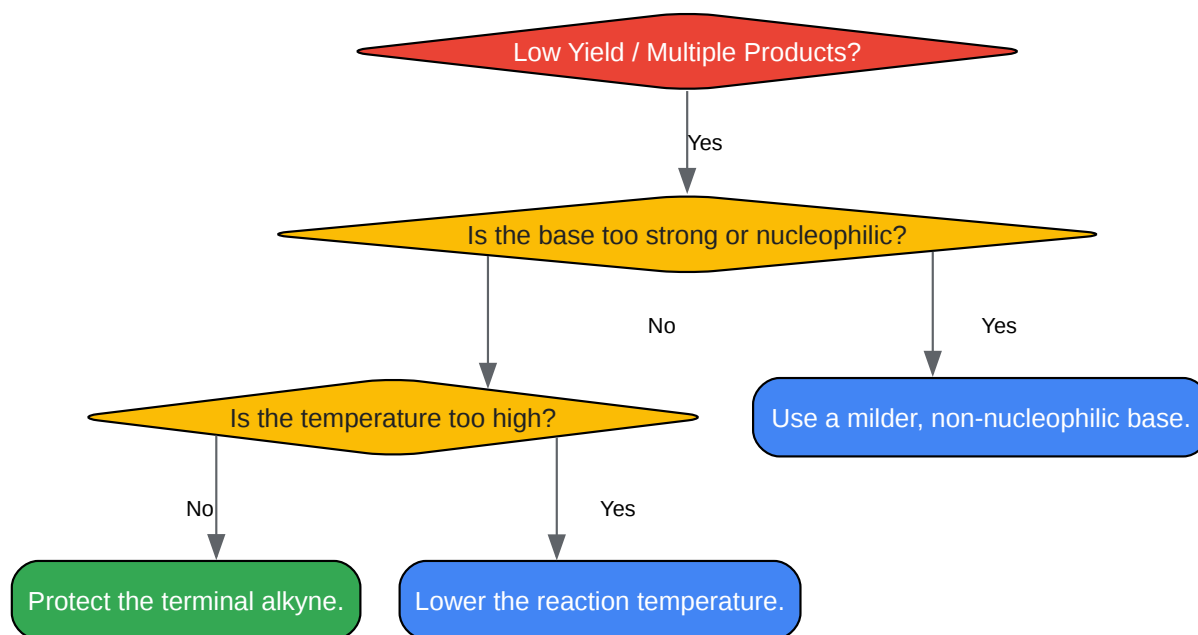 Low Yield / Multiple Products?
Yes
Is the base too strong or nucleophilic?
No
Yes
Is the temperature too high?
Use a milder, non-nucleophilic base.
No
Yes
Protect the terminal alkyne.
Lower the reaction temperature.